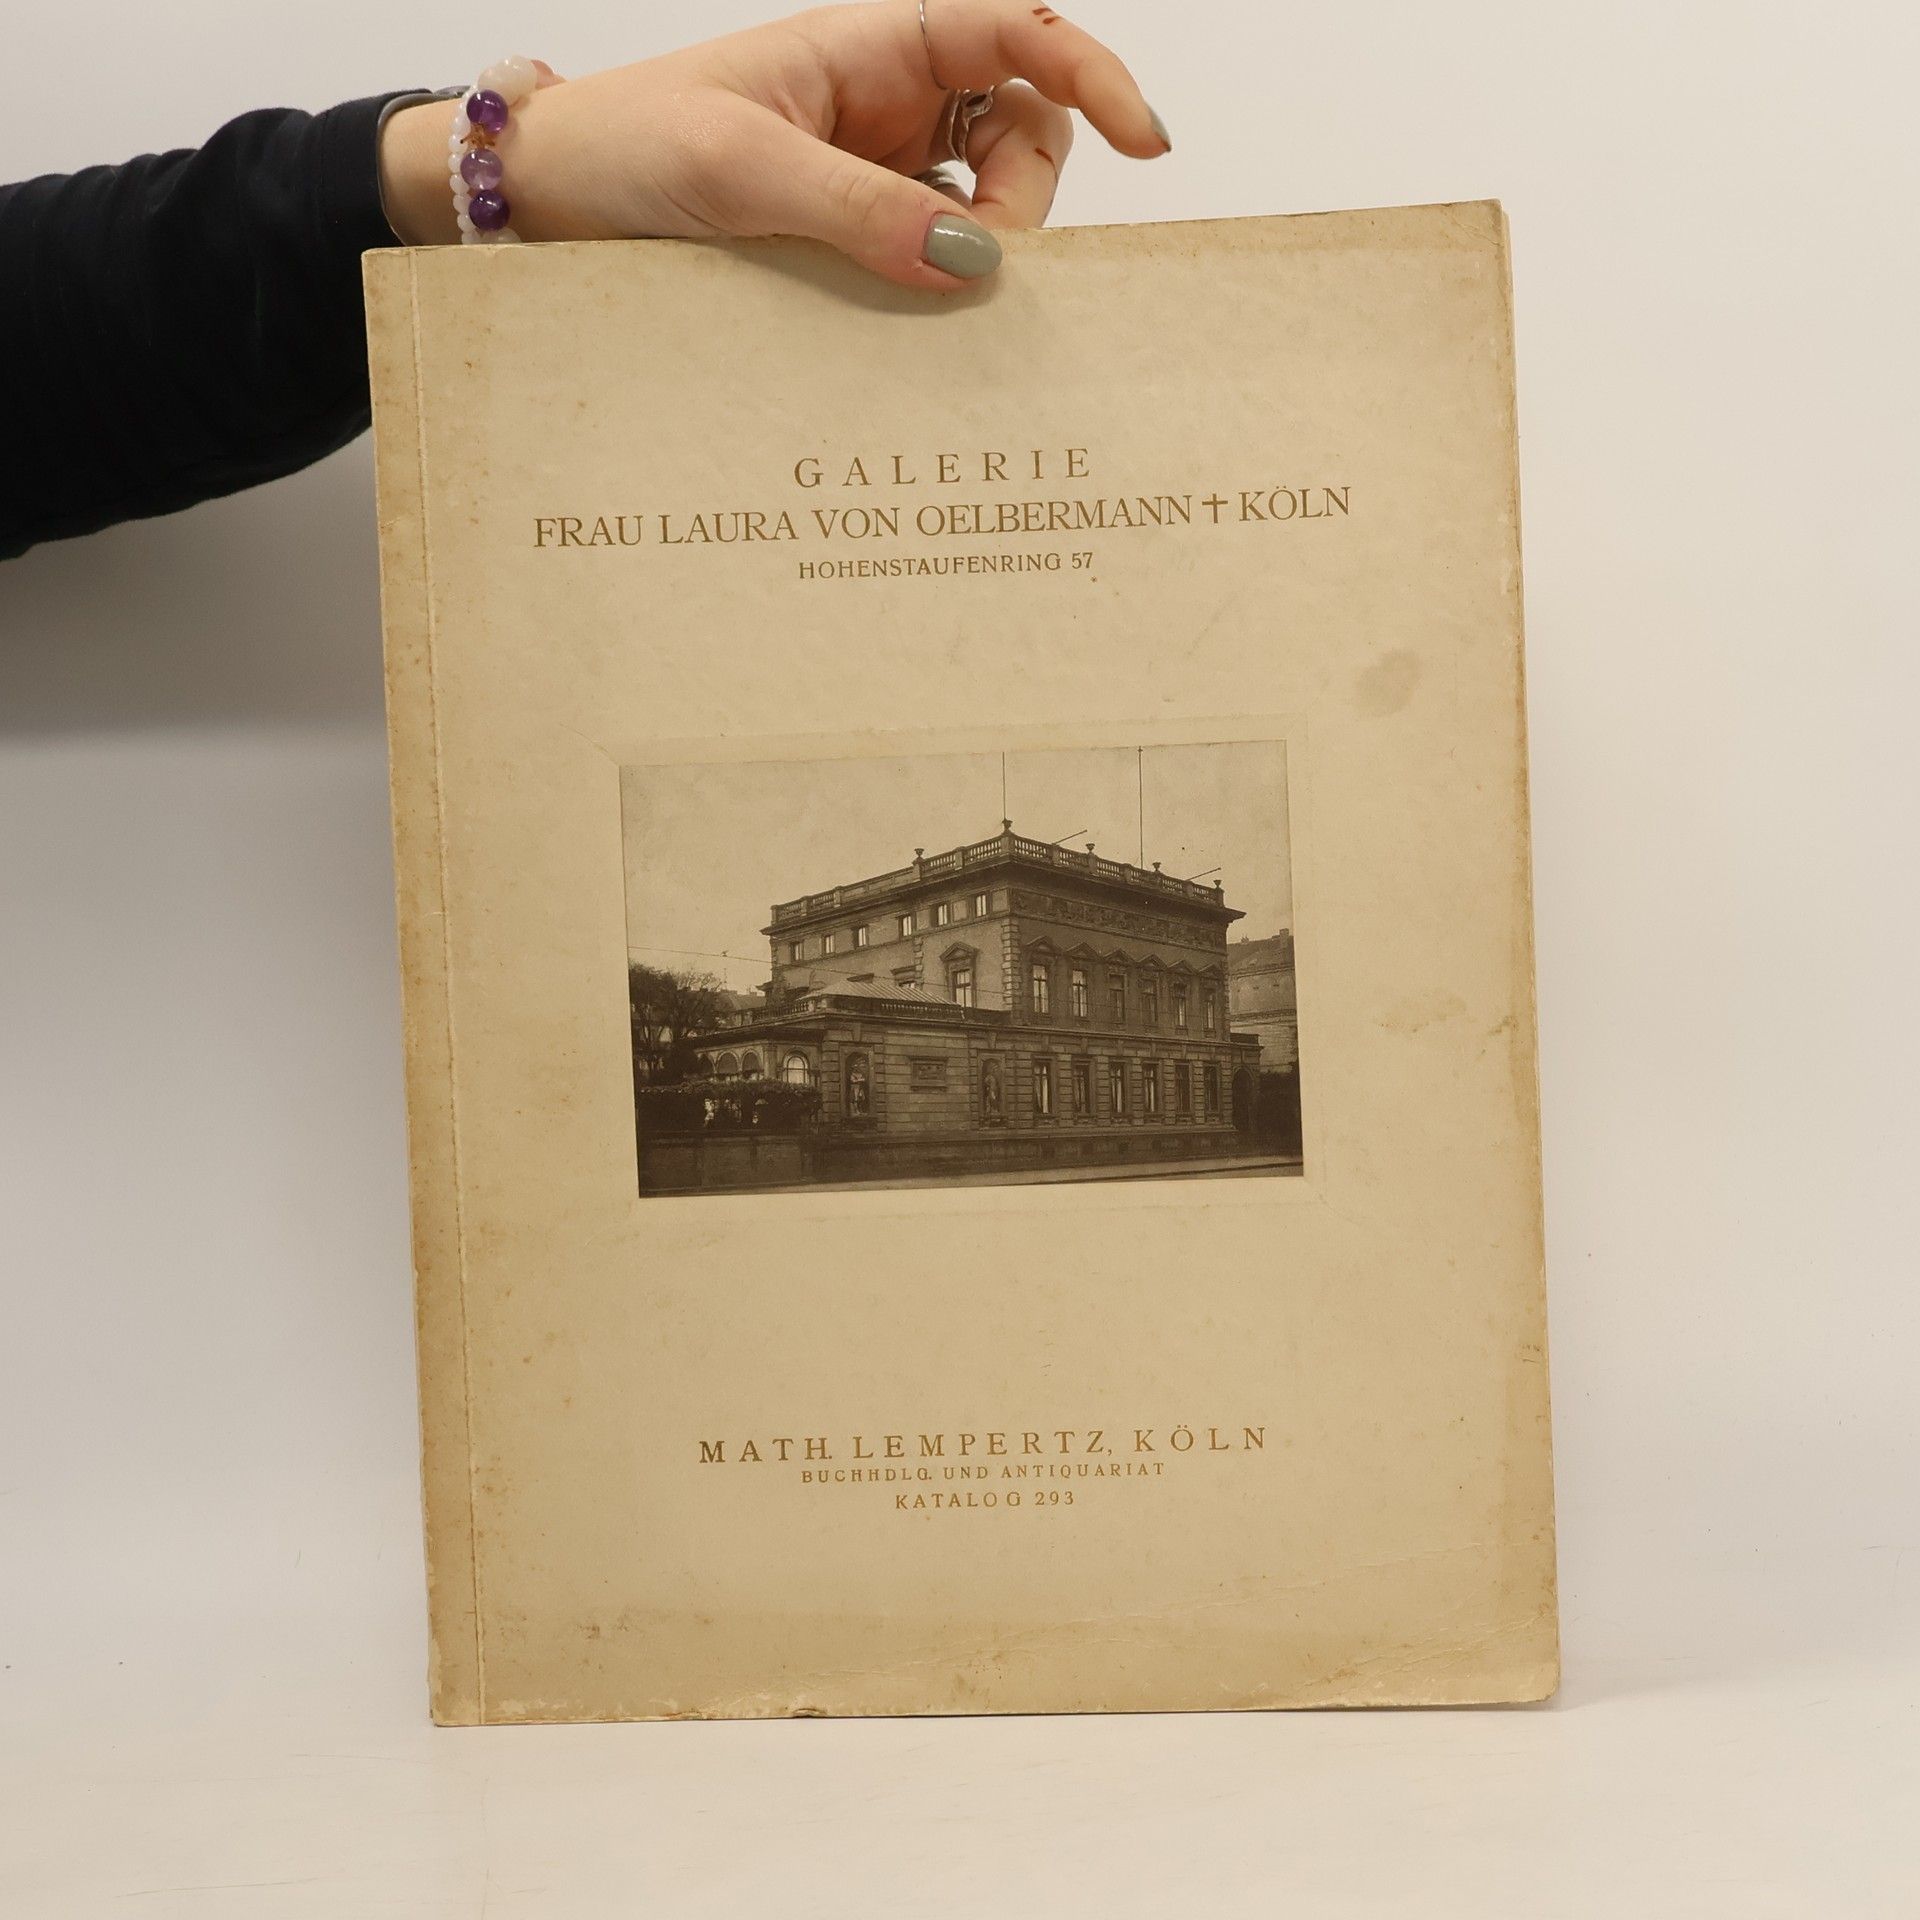 GALERIE
FRAU LAURA VON OELBERMANN † KÖLN
HOHENSTAUFENRING 57
MATH. LEMPERTZ, KÖLN
BUCHHDLG. UND ANTIQUARIAT
KATALOG 293